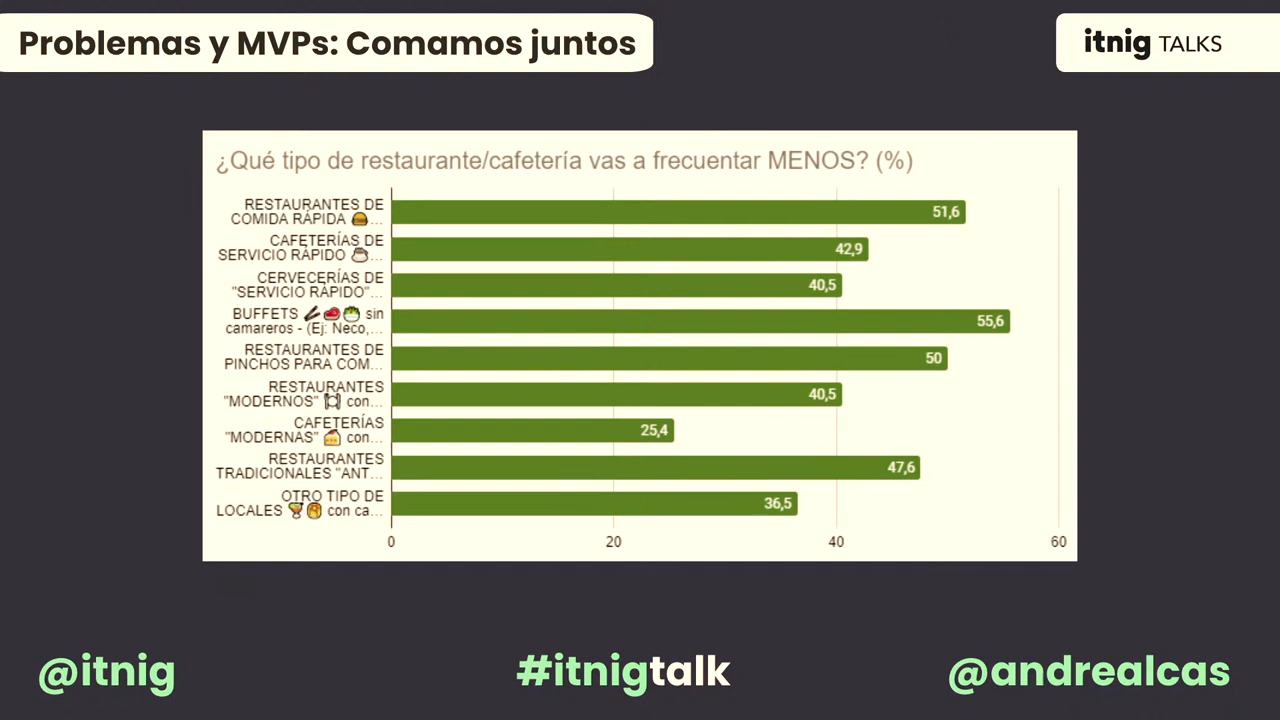 Problemas y MVPs: Comamos juntos
itnig TALKS
¿Qué tipo de restaurante/cafetería vas a frecuentar MENOS? (%)
RESTAURANTES DE
COMIDA RÁPIDA 🍔...
51,6
CAFETERÍAS DE
SERVICIO RÁPIDO ☕...
42,9
CERVECERÍAS DE
"SERVICIO RÁPIDO"...
40,5
BUFFETS 🥢🥩🥗 sin
camareros - (Ej: Neco,...
55,6
RESTAURANTES DE
PINCHOS PARA COM...
50
RESTAURANTES
"MODERNOS" 🍽 con...
40,5
CAFETERÍAS
"MODERNAS" 🍰 con...
25,4
RESTAURANTES
TRADICIONALES "ANT...
47,6
OTRO TIPO DE
LOCALES 🍹🥘 con ca...
36,5
0 20 40 60
@itnig #itnigtalk @andrealcas